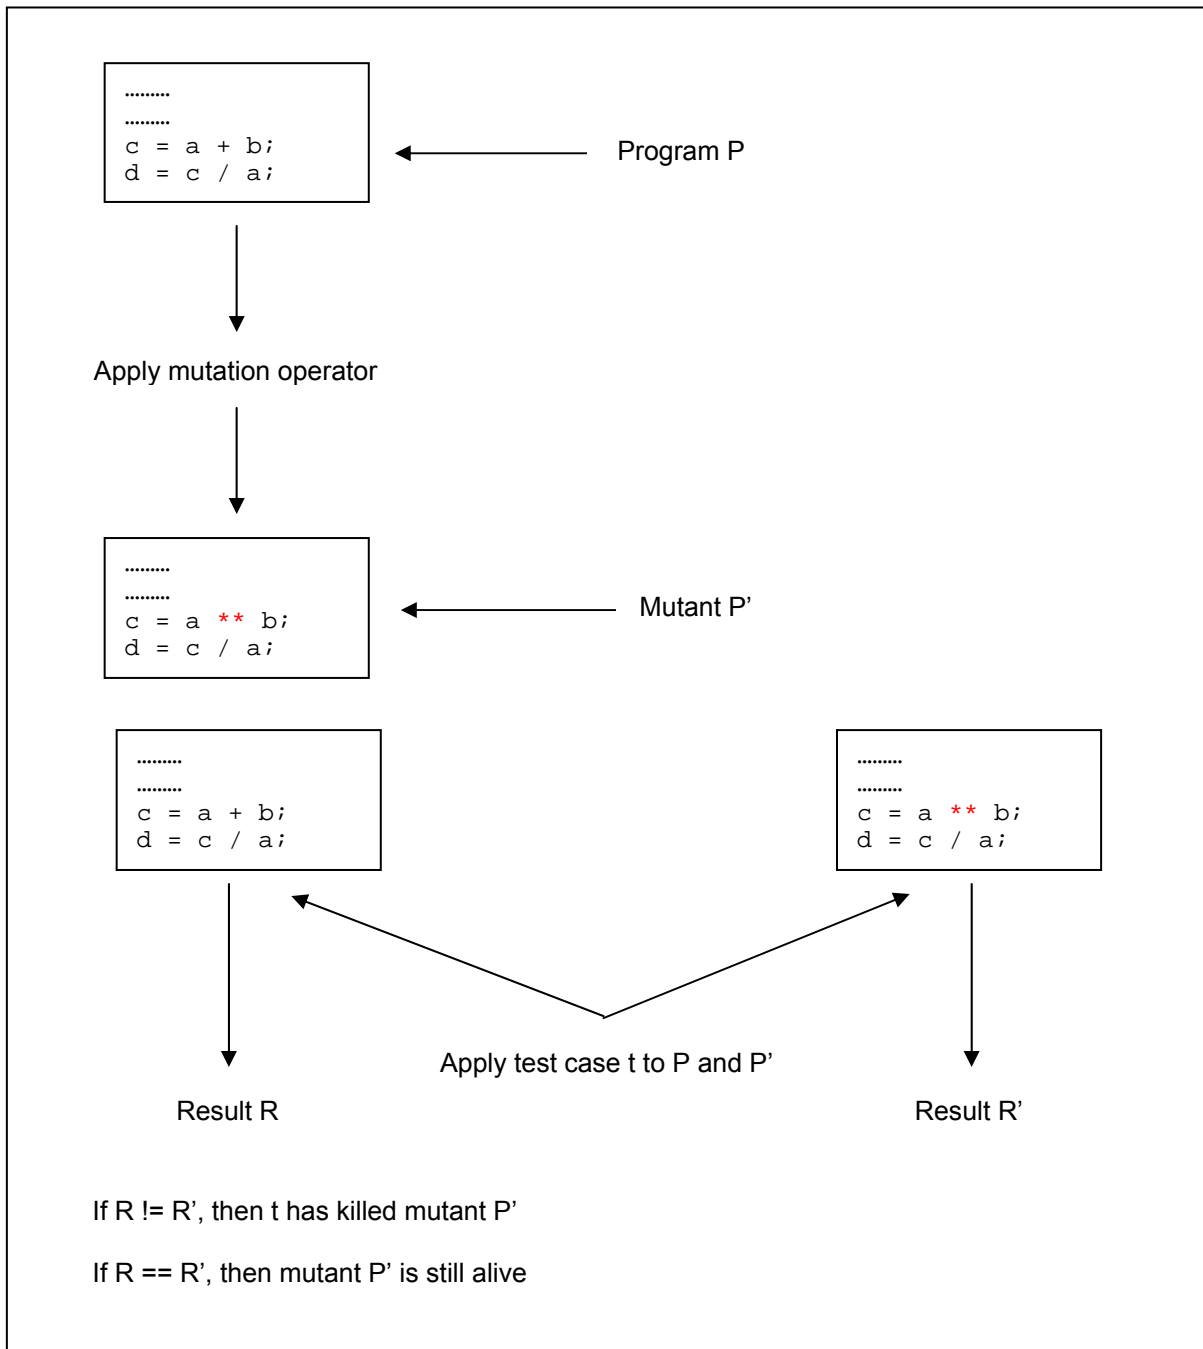 .........
.........
c = a + b;
d = c / a;
Program P
Apply mutation operator
.........
.........
c = a ** b;
d = c / a;
Mutant P’
.........
.........
c = a + b;
d = c / a;
.........
.........
c = a ** b;
d = c / a;
Apply test case t to P and P’
Result R
Result R’
If R != R’, then t has killed mutant P’
If R == R’, then mutant P’ is still alive